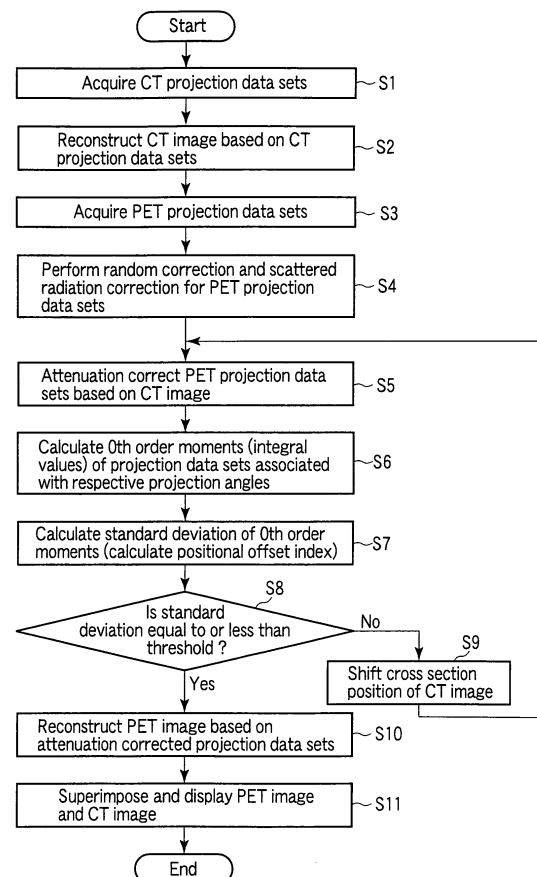 Start
Acquire CT projection data sets
S1
Reconstruct CT image based on CT
projection data sets
S2
Acquire PET projection data sets
S3
Perform random correction and scattered
radiation correction for PET projection
data sets
S4
Attenuation correct PET projection data
sets based on CT image
S5
Calculate 0th order moments (integral
values) of projection data sets associated
with respective projection angles
S6
Calculate standard deviation of 0th order
moments (calculate positional offset index)
S7
S8
Is standard
deviation equal to or less than
threshold ?
No
S9
Shift cross section
position of CT image
Yes
Reconstruct PET image based on
attenuation corrected projection data sets
S10
Superimpose and display PET image
and CT image
S11
End